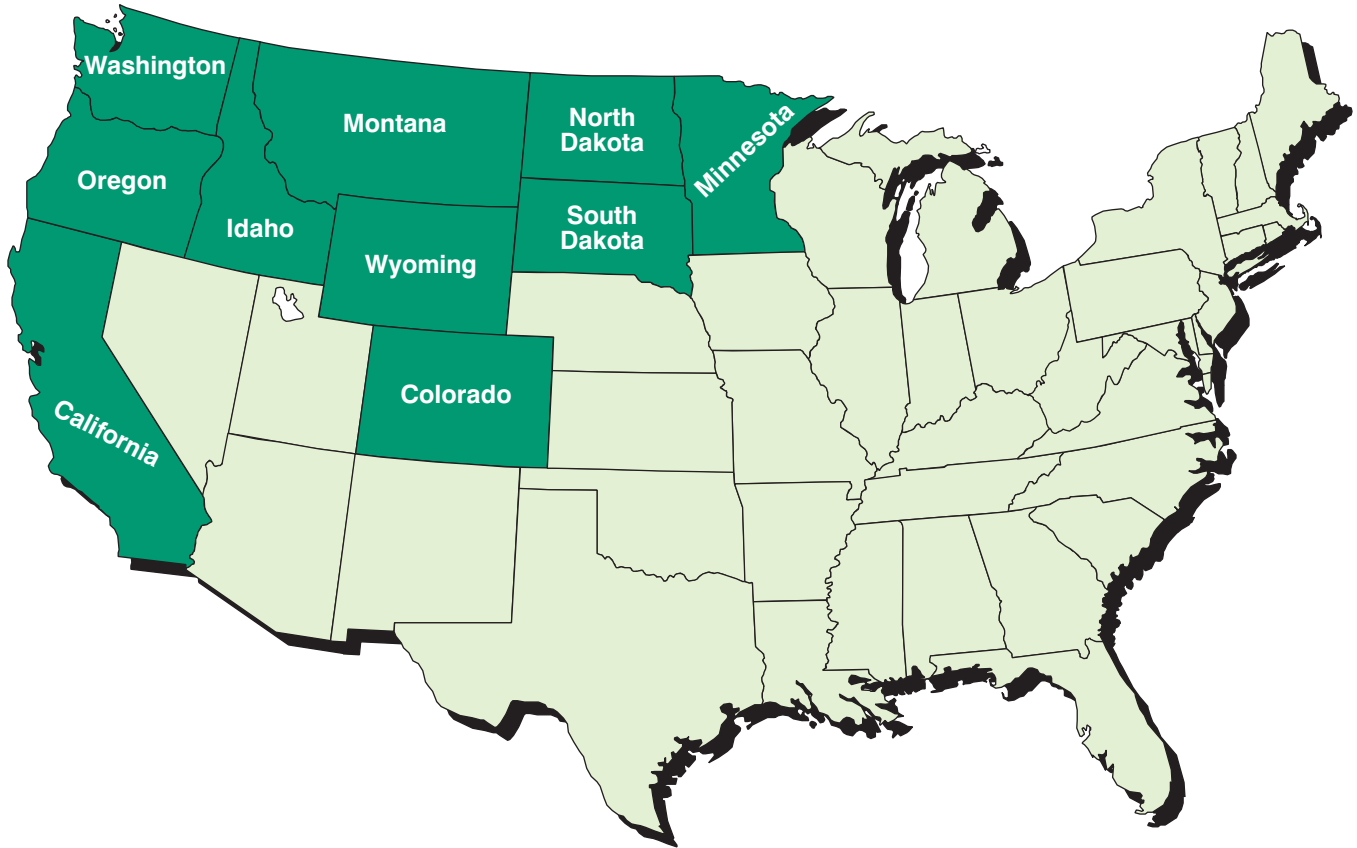 Washington
Montana
North
Dakota
Minnesota
Oregon
Idaho
South
Dakota
Wyoming
Colorado
California